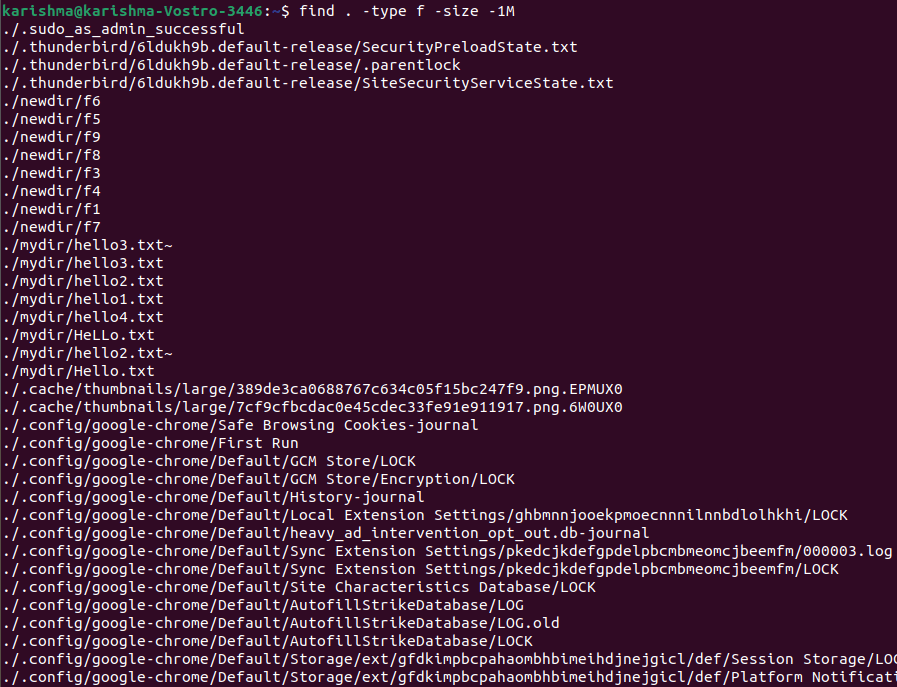 karishma@karishma-Vostro-3446:~$ find . -type f -size -1M
./.sudo_as_admin_successful
./.thunderbird/6ldukh9b.default-release/SecurityPreloadState.txt
./.thunderbird/6ldukh9b.default-release/.parentlock
./.thunderbird/6ldukh9b.default-release/SiteSecurityServiceState.txt
./newdir/f6
./newdir/f5
./newdir/f9
./newdir/f8
./newdir/f3
./newdir/f4
./newdir/f1
./newdir/f7
./mydir/hello3.txt~
./mydir/hello3.txt
./mydir/hello2.txt
./mydir/hello1.txt
./mydir/hello4.txt
./mydir/HeLLo.txt
./mydir/hello2.txt~
./mydir/Hello.txt
./.cache/thumbnails/large/389de3ca0688767c634c05f15bc247f9.png.EPMUX0
./.cache/thumbnails/large/7cf9cfbcdac0e45cdec33fe91e911917.png.6W0UX0
./.config/google-chrome/Safe Browsing Cookies-journal
./.config/google-chrome/First Run
./.config/google-chrome/Default/GCM Store/LOCK
./.config/google-chrome/Default/GCM Store/Encryption/LOCK
./.config/google-chrome/Default/History-journal
./.config/google-chrome/Default/Local Extension Settings/ghbmnnjooekpmoecnnnilnnbdlolhkhi/LOCK
./.config/google-chrome/Default/heavy_ad_intervention_opt_out.db-journal
./.config/google-chrome/Default/Sync Extension Settings/pkedcjkdefgpdelpbcmbmeomcjbeemfm/000003.log
./.config/google-chrome/Default/Sync Extension Settings/pkedcjkdefgpdelpbcmbmeomcjbeemfm/LOCK
./.config/google-chrome/Default/Site Characteristics Database/LOCK
./.config/google-chrome/Default/AutofillStrikeDatabase/LOG
./.config/google-chrome/Default/AutofillStrikeDatabase/LOG.old
./.config/google-chrome/Default/AutofillStrikeDatabase/LOCK
./.config/google-chrome/Default/Storage/ext/gfdkimpbcpahaombhbimeihdjnejgicl/def/Session Storage/LOC
./.config/google-chrome/Default/Storage/ext/gfdkimpbcpahaombhbimeihdjnejgicl/def/Platform Notificati